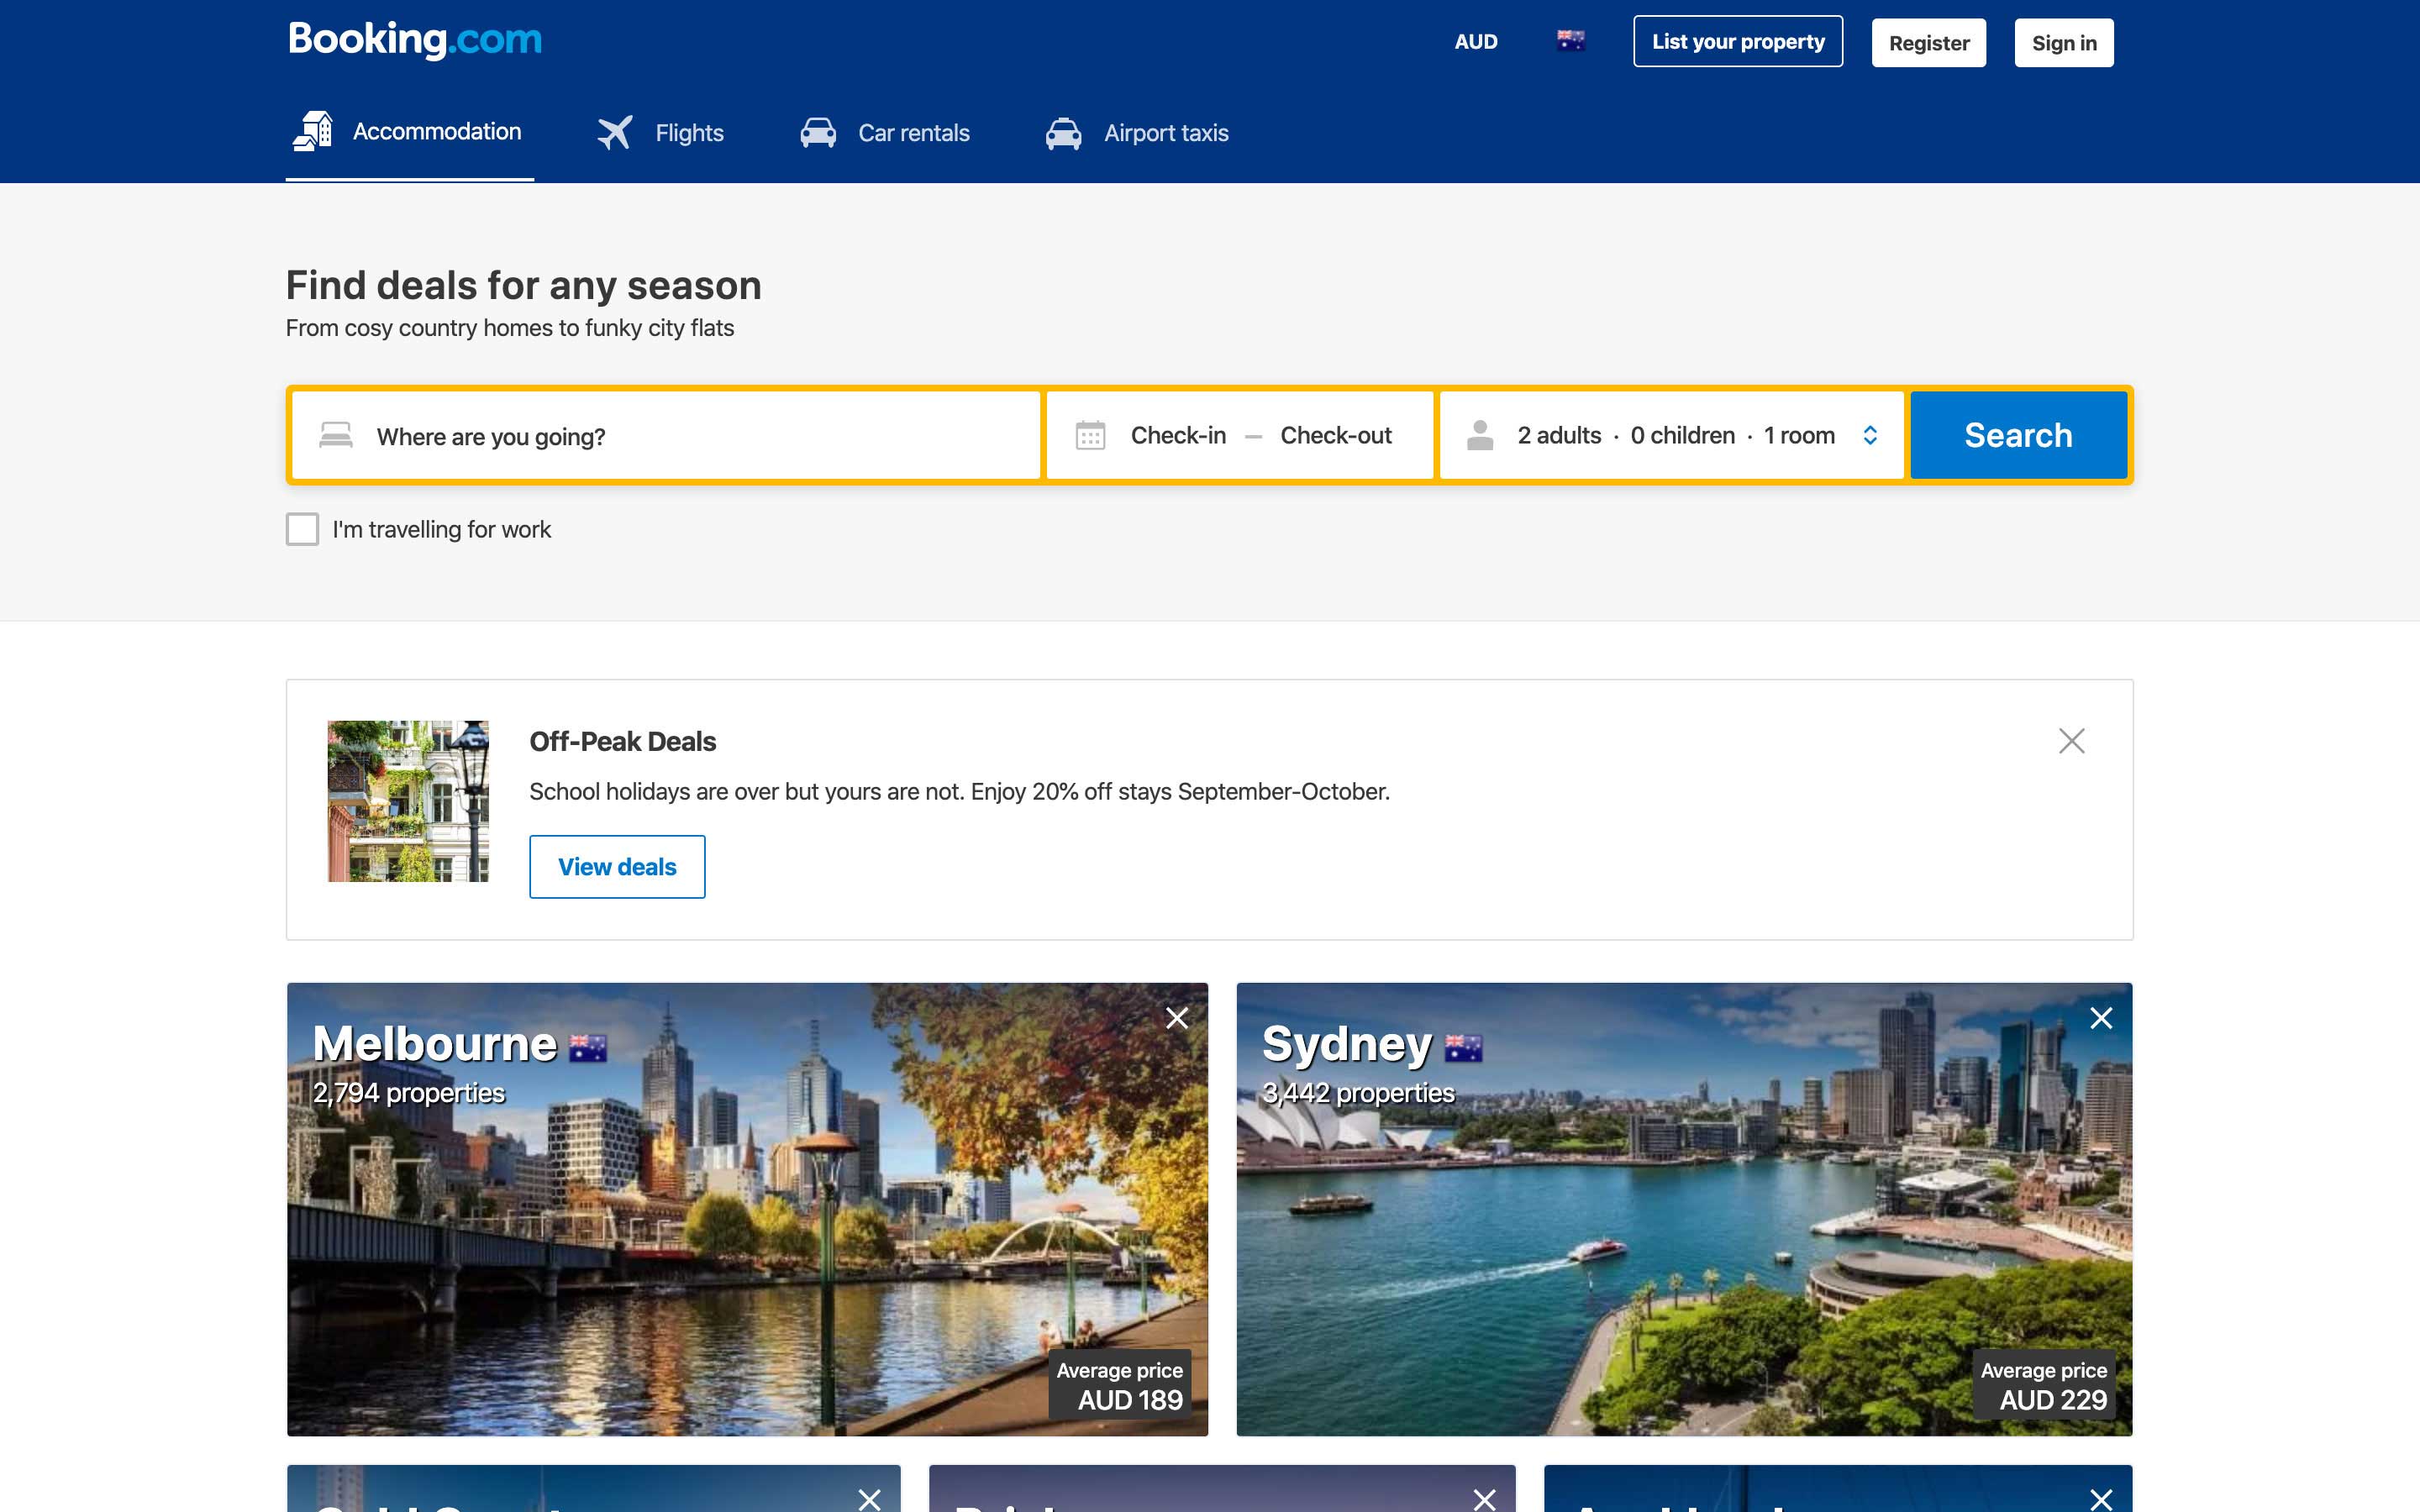 Booking.com
AUD
List your property
Register
Sign in
Accommodation
Flights
Car rentals
Airport taxis
Find deals for any season
From cosy country homes to funky city flats
Where are you going?
Check-in — Check-out
2 adults · 0 children · 1 room
Search
I'm travelling for work
Off-Peak Deals
School holidays are over but yours are not. Enjoy 20% off stays September-October.
View deals
Melbourne
2,794 properties
Average price
AUD 189
Sydney
3,442 properties
Average price
AUD 229